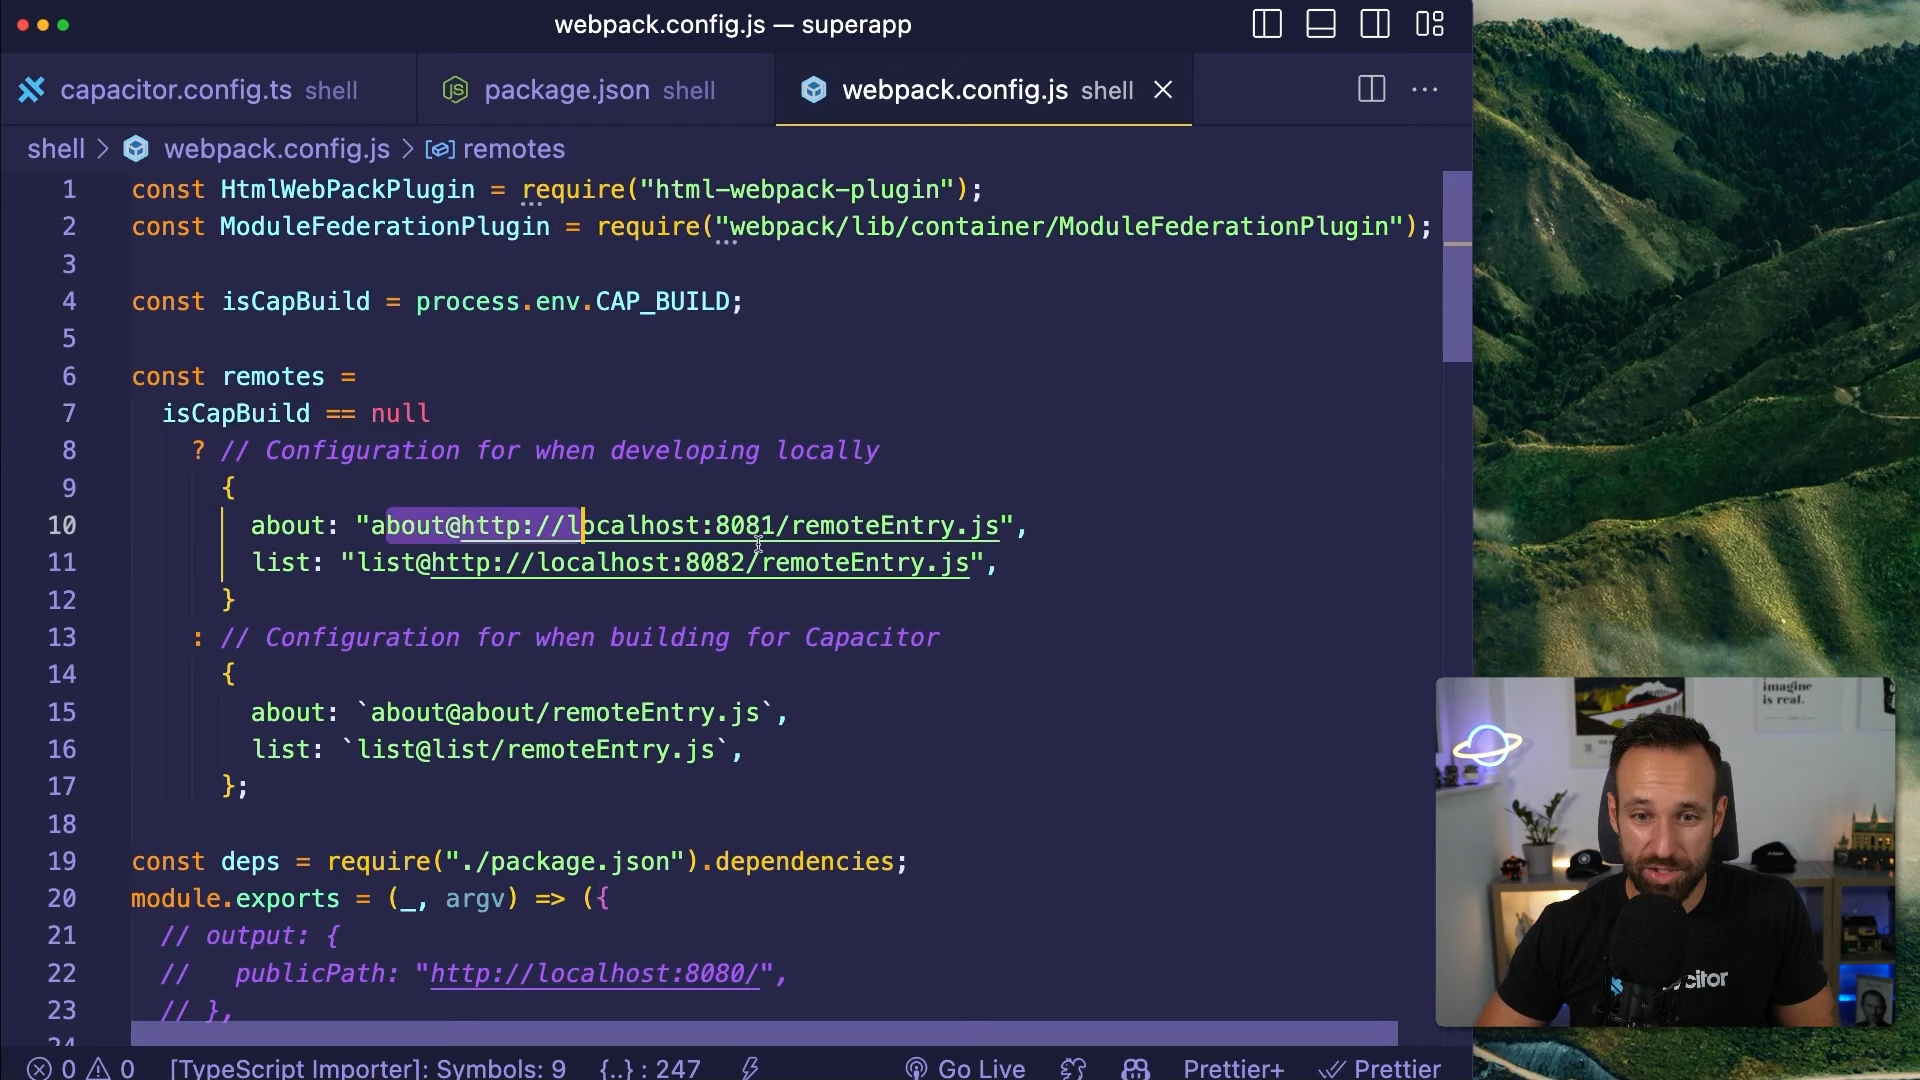 webpack.config.js — superapp
capacitor.config.ts shell
package.json shell
webpack.config.js shell
shell > webpack.config.js > remotes
1 const HtmlWebPackPlugin = require("html-webpack-plugin");
2 const ModuleFederationPlugin = require("webpack/lib/container/ModuleFederationPlugin");
3
4 const isCapBuild = process.env.CAP_BUILD;
5
6 const remotes =
7 isCapBuild == null
8 ? // Configuration for when developing locally
9 {
10 about: "about@http://localhost:8081/remoteEntry.js",
11 list: "list@http://localhost:8082/remoteEntry.js",
12 }
13 : // Configuration for when building for Capacitor
14 {
15 about: `about@about/remoteEntry.js`,
16 list: `list@list/remoteEntry.js`,
17 };
18
19 const deps = require("./package.json").dependencies;
20 module.exports = (_, argv) => ({
21 // output: {
22 // publicPath: "http://localhost:8080/",
23 // },
24
imagine
is real.
citor
0 0 [TypeScript Importer]: Symbols: 9 {..} : 247 Go Live Prettier+ Prettier